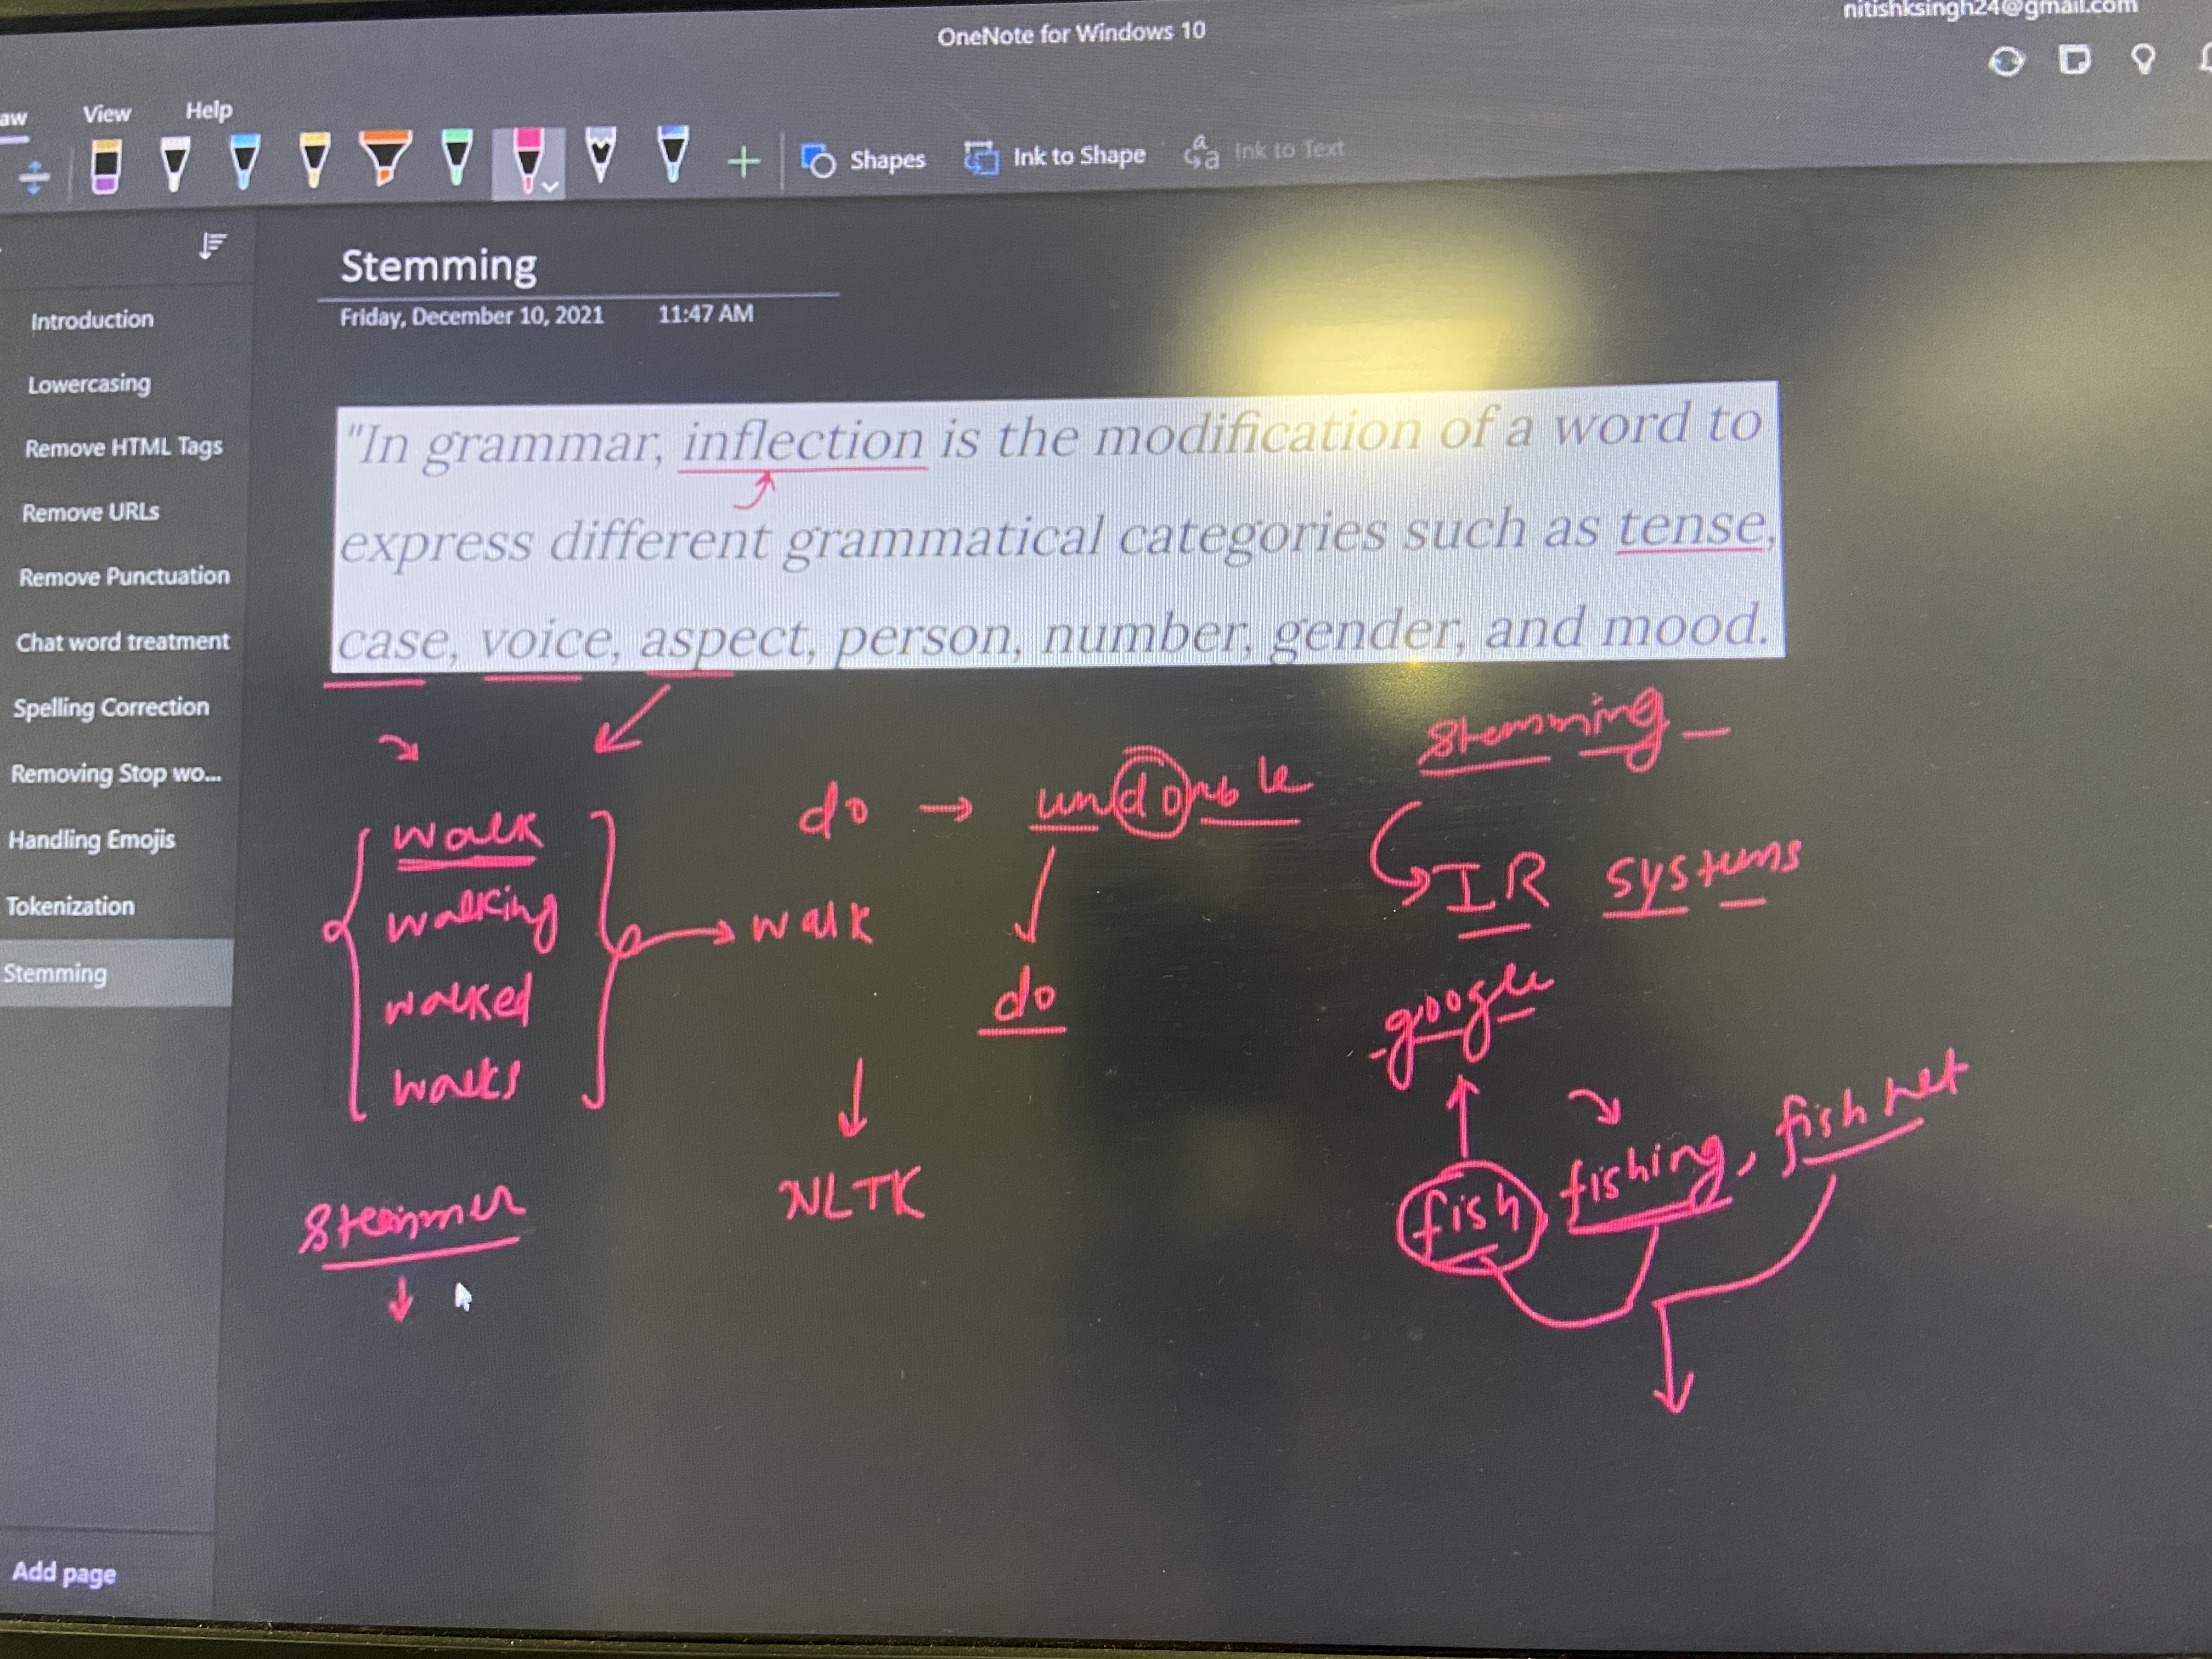 nitishksingh24@gmail.com
OneNote for Windows 10
aw View Help
Shapes Ink to Shape Ink to Text
Stemming
Friday, December 10, 2021 11:47 AM
Introduction
Lowercasing
Remove HTML Tags
Remove URLs
Remove Punctuation
Chat word treatment
Spelling Correction
Removing Stop wo...
Handling Emojis
Tokenization
Stemming
Add page
"In grammar, inflection is the modification of a word to
express different grammatical categories such as tense,
case, voice, aspect, person, number, gender, and mood.
walk
walking
walked
walks
walk
do → undoable
do
NLTK
Stemmer
Stemming
IR systems
google
fish, fishing, fishnet